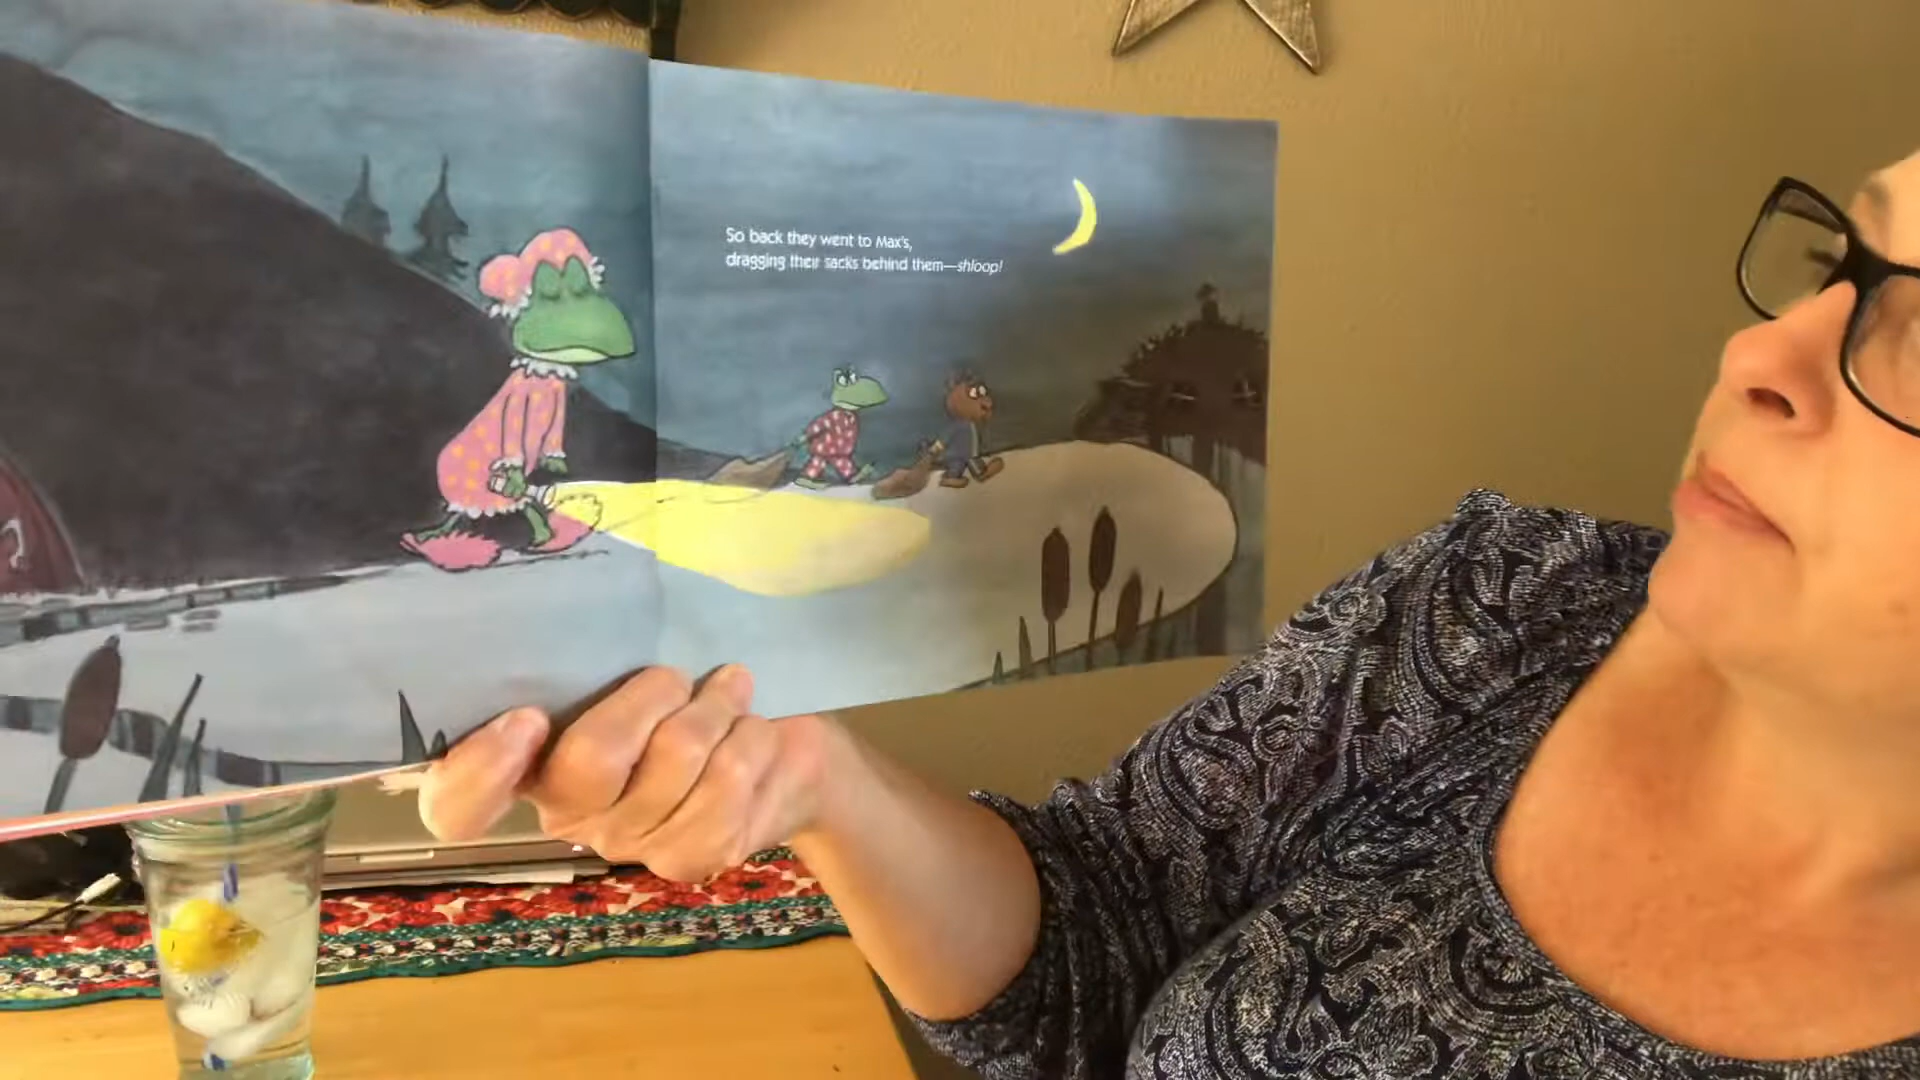 So back they went to Max's,
dragging their sacks behind them—shloop!